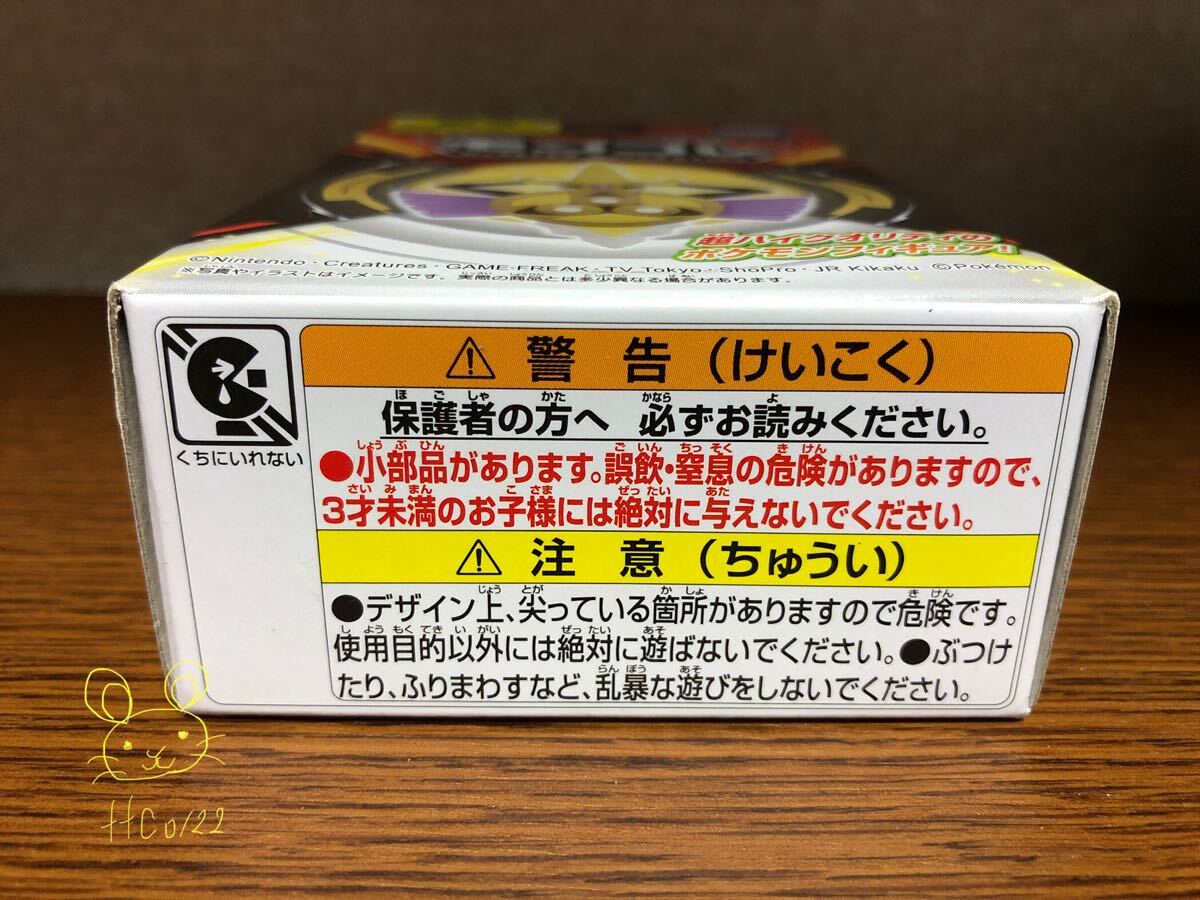 超ハイクオリティの
ポケモンフィギュア!
©Nintendo・Creatures・GAME FREAK・TV Tokyo・ShoPro・JR Kikaku ©Pokémon
※写真やイラストはイメージです。実際の商品とは多少異なる場合があります。
くちにいれない
⚠ 警告（けいこく）
保護者の方へ 必ずお読みください。
●小部品があります。誤飲・窒息の危険がありますので、
3才未満のお子様には絶対に与えないでください。
⚠ 注意（ちゅうい）
●デザイン上、尖っている箇所がありますので危険です。
使用目的以外には絶対に遊ばないでください。●ぶつけ
たり、ふりまわすなど、乱暴な遊びをしないでください。
HCO122